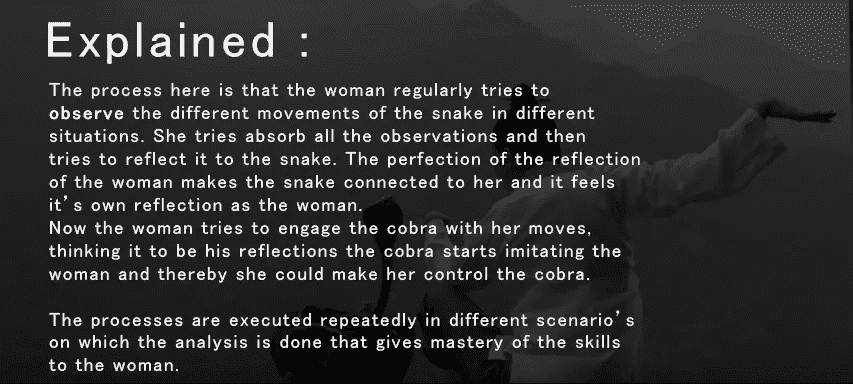 Explained :
The process here is that the woman regularly tries to
observe the different movements of the snake in different
situations. She tries absorb all the observations and then
tries to reflect it to the snake. The perfection of the reflection
of the woman makes the snake connected to her and it feels
it’s own reflection as the woman.
Now the woman tries to engage the cobra with her moves,
thinking it to be his reflections the cobra starts imitating the
woman and thereby she could make her control the cobra.
The processes are executed repeatedly in different scenario’s
on which the analysis is done that gives mastery of the skills
to the woman.